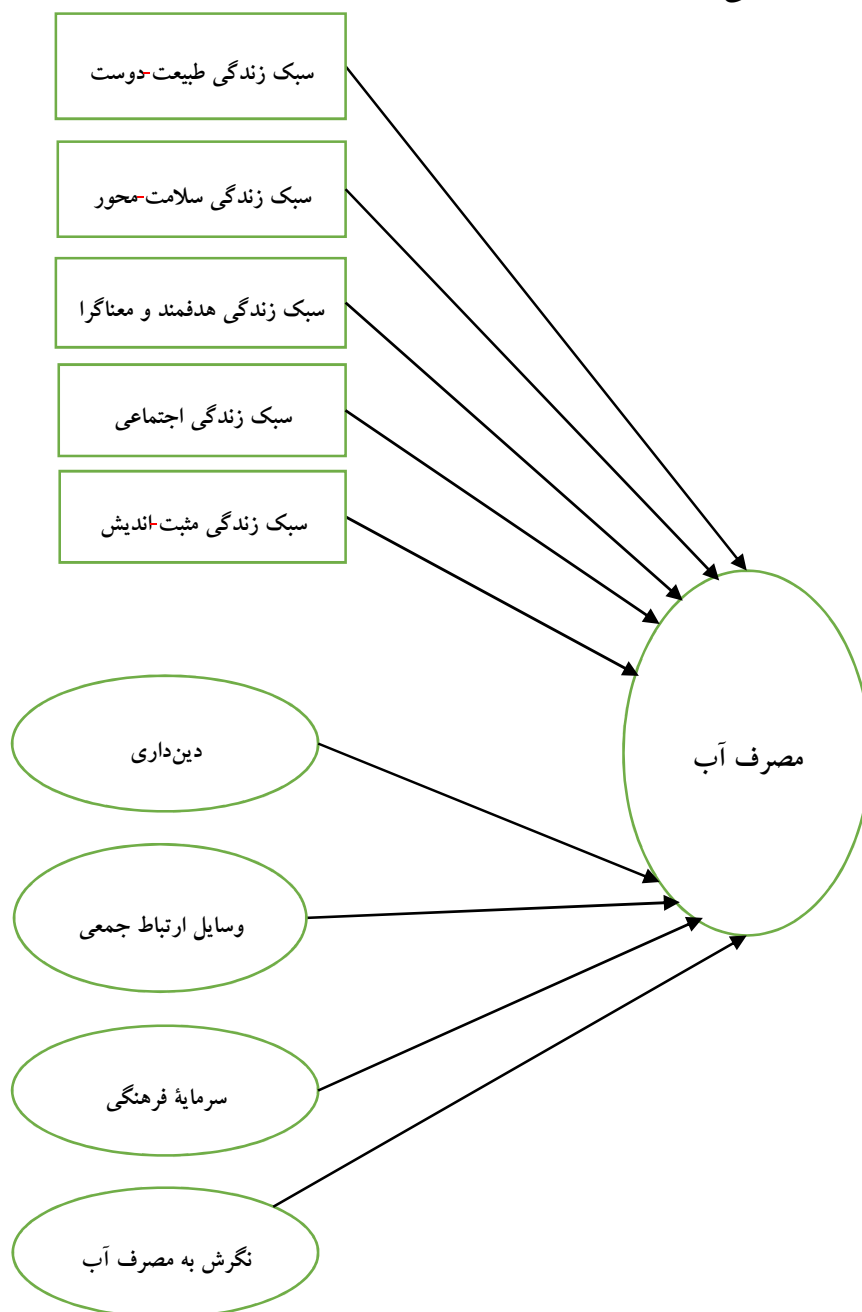 سبک زندگی طبیعت-دوست
سبک زندگی سلامت-محور
سبک زندگی هدفمند و معناگرا
سبک زندگی اجتماعی
سبک زندگی مثبت-اندیش
مصرف آب
دین‌داری
وسایل ارتباط جمعی
سرمایۀ فرهنگی
نگرش به مصرف آب